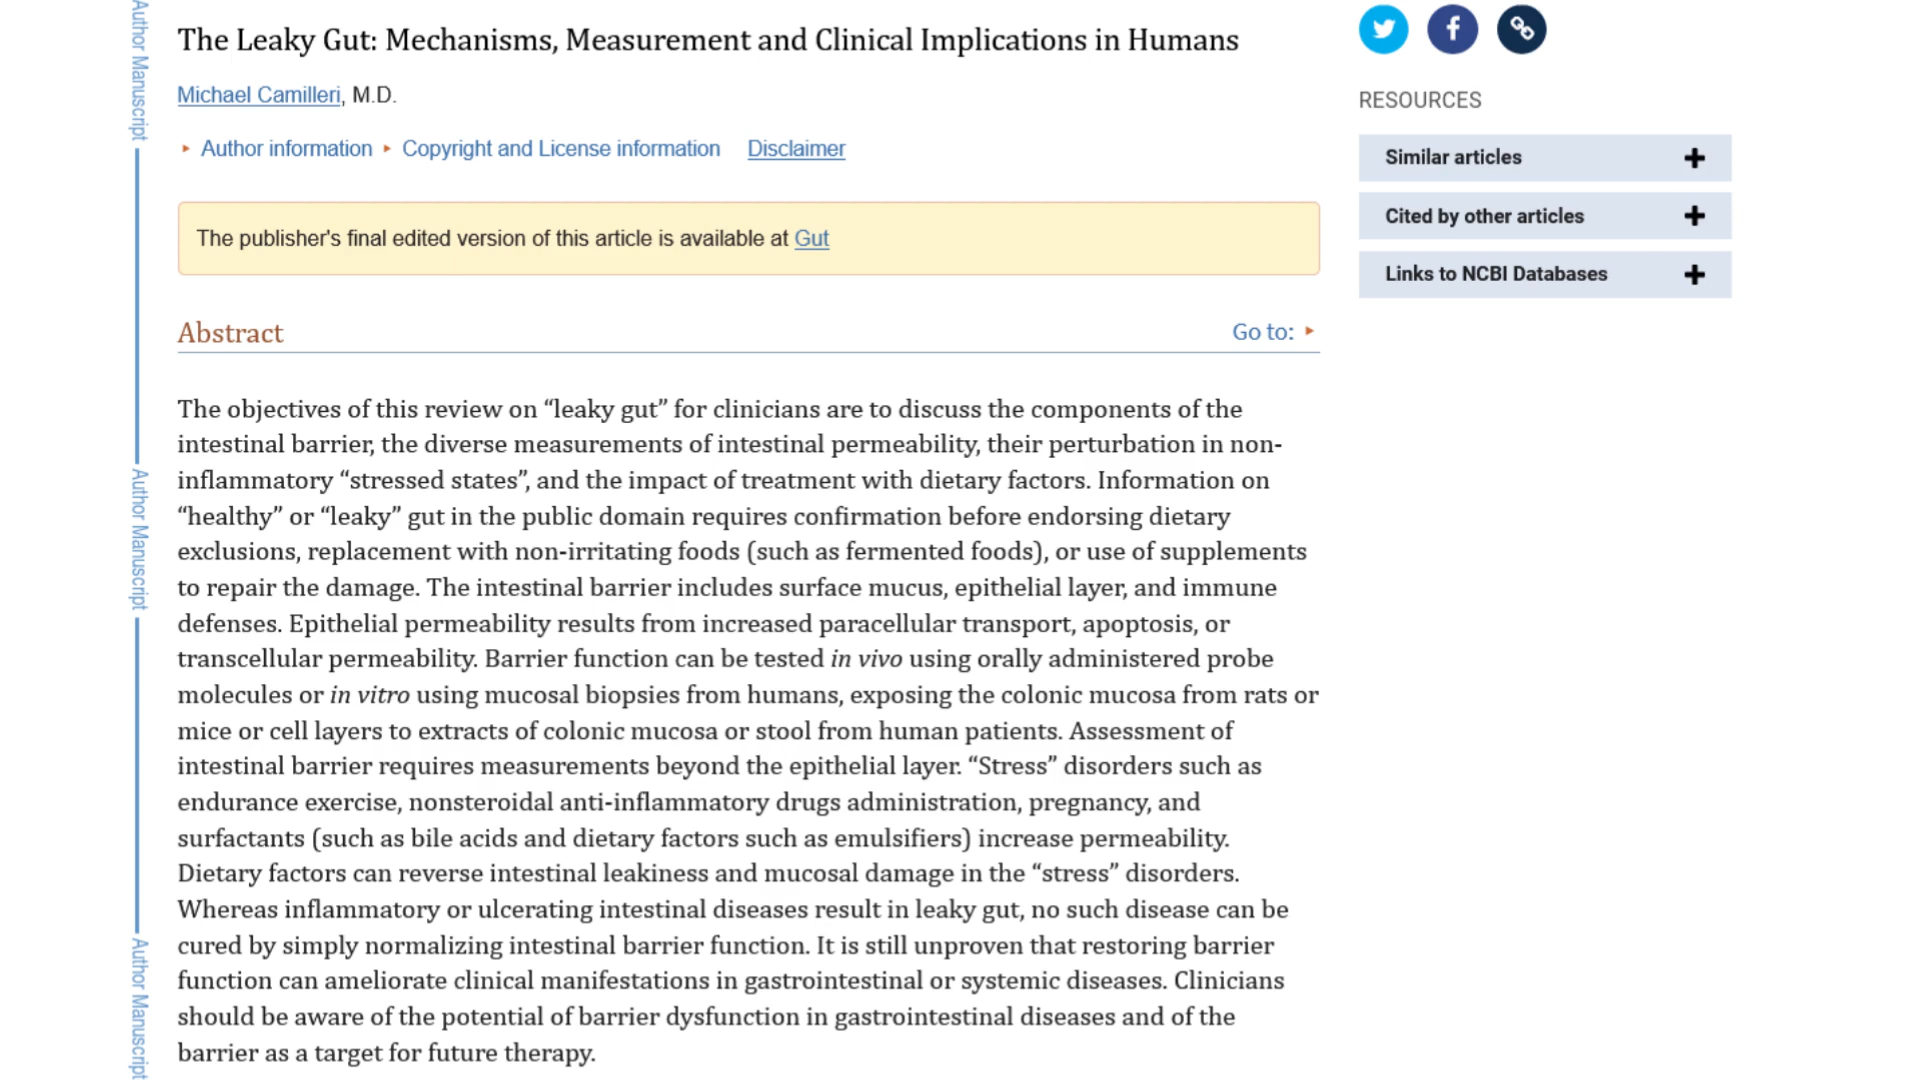 The Leaky Gut: Mechanisms, Measurement and Clinical Implications in Humans
Michael Camilleri, M.D.
Author information
Copyright and License information
Disclaimer
The publisher's final edited version of this article is available at Gut
Abstract
Go to:
The objectives of this review on “leaky gut” for clinicians are to discuss the components of the
intestinal barrier, the diverse measurements of intestinal permeability, their perturbation in non-
inflammatory “stressed states”, and the impact of treatment with dietary factors. Information on
“healthy” or “leaky” gut in the public domain requires confirmation before endorsing dietary
exclusions, replacement with non-irritating foods (such as fermented foods), or use of supplements
to repair the damage. The intestinal barrier includes surface mucus, epithelial layer, and immune
defenses. Epithelial permeability results from increased paracellular transport, apoptosis, or
transcellular permeability. Barrier function can be tested in vivo using orally administered probe
molecules or in vitro using mucosal biopsies from humans, exposing the colonic mucosa from rats or
mice or cell layers to extracts of colonic mucosa or stool from human patients. Assessment of
intestinal barrier requires measurements beyond the epithelial layer. “Stress” disorders such as
endurance exercise, nonsteroidal anti-inflammatory drugs administration, pregnancy, and
surfactants (such as bile acids and dietary factors such as emulsifiers) increase permeability.
Dietary factors can reverse intestinal leakiness and mucosal damage in the “stress” disorders.
Whereas inflammatory or ulcerating intestinal diseases result in leaky gut, no such disease can be
cured by simply normalizing intestinal barrier function. It is still unproven that restoring barrier
function can ameliorate clinical manifestations in gastrointestinal or systemic diseases. Clinicians
should be aware of the potential of barrier dysfunction in gastrointestinal diseases and of the
barrier as a target for future therapy.
Author Manuscript
Author Manuscript
Author Manuscript
RESOURCES
Similar articles
Cited by other articles
Links to NCBI Databases